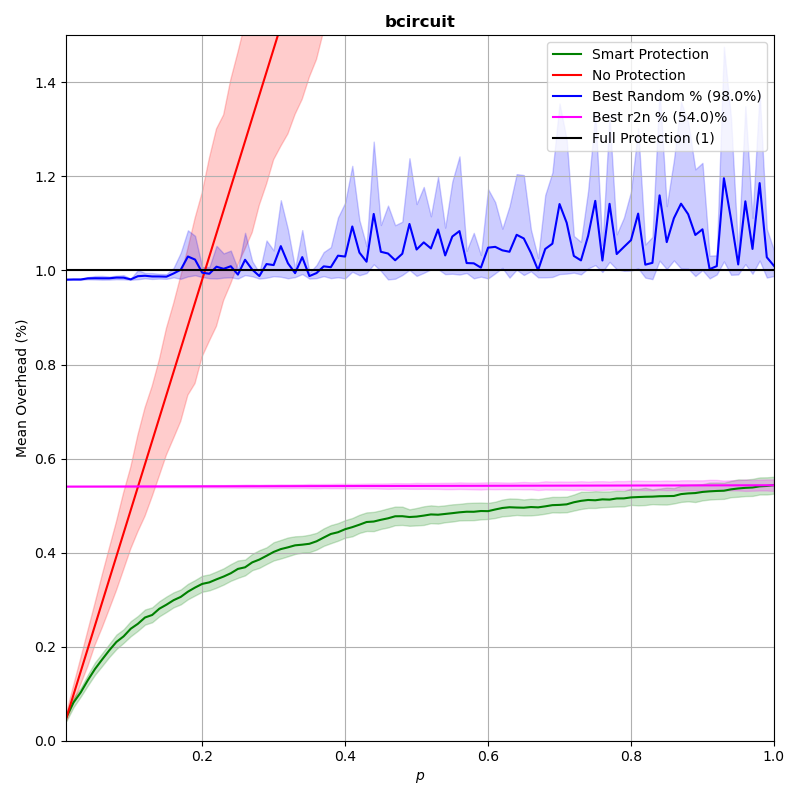 bcircuit
Smart Protection
No Protection
Best Random % (98.0%)
Best r2n % (54.0)%
Full Protection (1)
Mean Overhead (%)
1.4
1.2
1.0
0.8
0.6
0.4
0.2
0.0
0.2
0.4
0.6
0.8
1.0
p